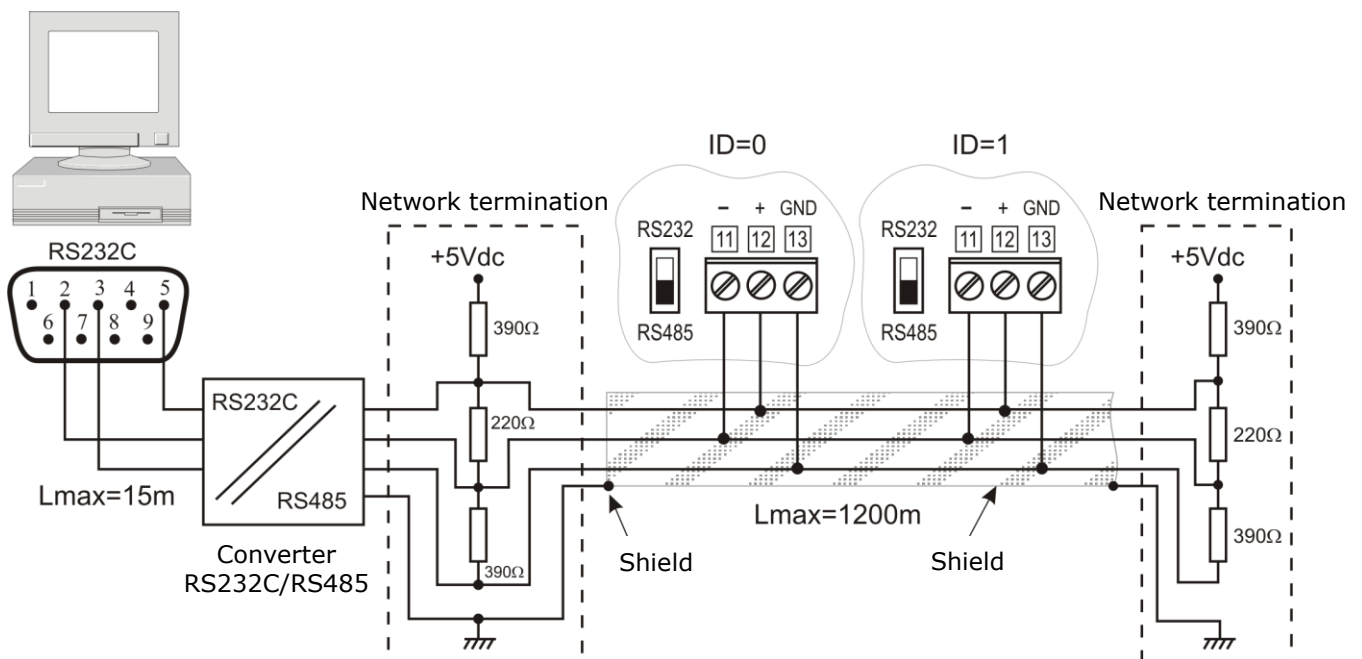 ID=0
ID=1
Network termination
− + GND
− + GND
Network termination
RS232
11 12 13
RS232
11 12 13
RS232C
+5Vdc
+5Vdc
1 2 3 4 5
6 7 8 9
390Ω
RS485
RS485
390Ω
RS232C
220Ω
220Ω
Lmax=15m
RS485
Lmax=1200m
390Ω
Converter
RS232C/RS485
390Ω
Shield
Shield